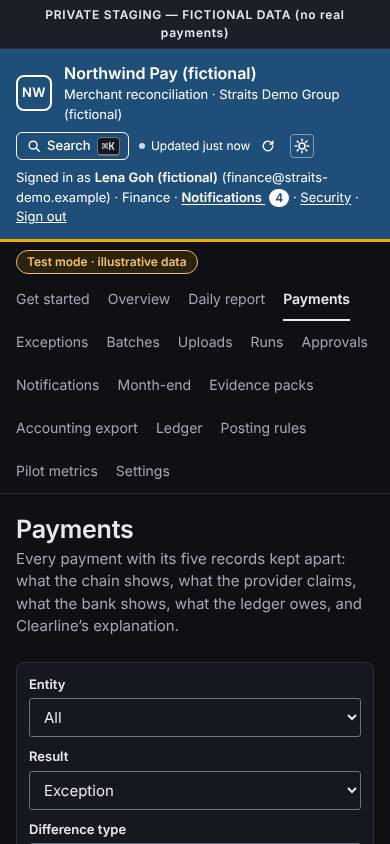 PRIVATE STAGING — FICTIONAL DATA (no real
payments)
NW
Northwind Pay (fictional)
Merchant reconciliation · Straits Demo Group
(fictional)
Search ⌘K
Updated just now
Signed in as Lena Goh (fictional) (finance@straits-
demo.example) · Finance · Notifications 4 · Security ·
Sign out
Test mode · illustrative data
Get started Overview Daily report Payments
Exceptions Batches Uploads Runs Approvals
Notifications Month-end Evidence packs
Accounting export Ledger Posting rules
Pilot metrics Settings
Payments
Every payment with its five records kept apart:
what the chain shows, what the provider claims,
what the bank shows, what the ledger owes, and
Clearline’s explanation.
Entity
All
Result
Exception
Difference type